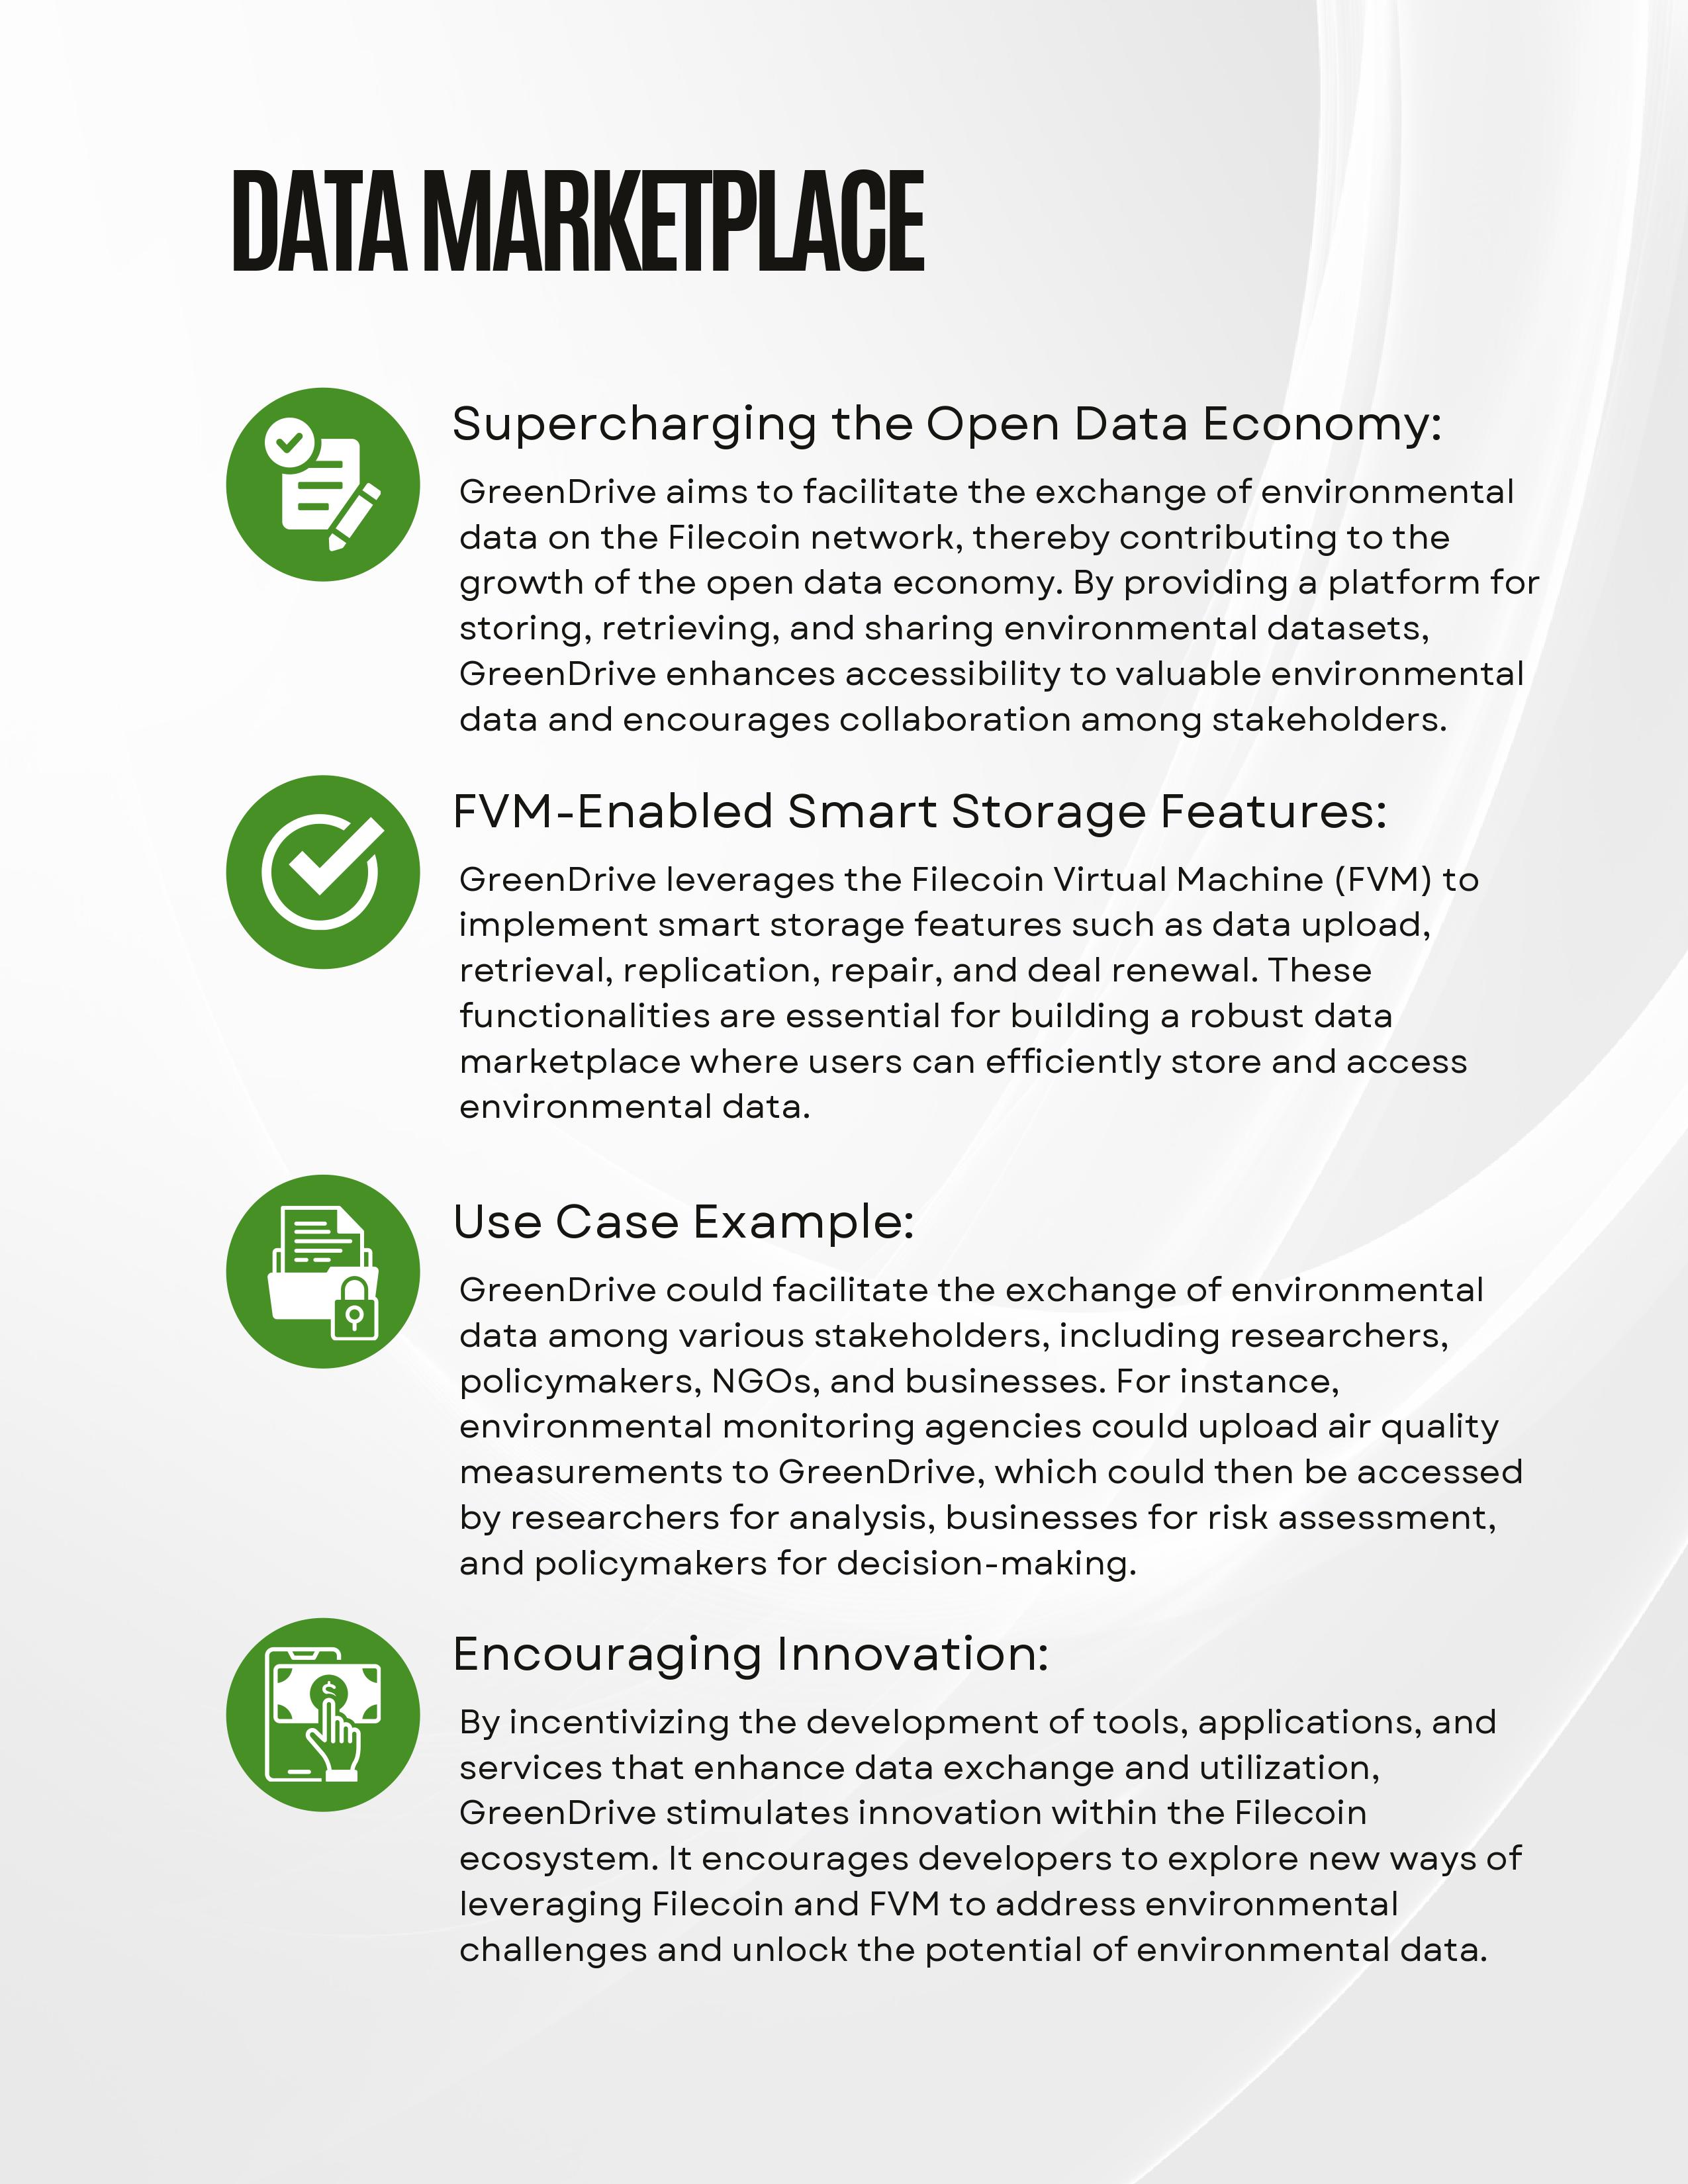 DATA MARKETPLACE
Supercharging the Open Data Economy:
GreenDrive aims to facilitate the exchange of environmental
data on the Filecoin network, thereby contributing to the
growth of the open data economy. By providing a platform for
storing, retrieving, and sharing environmental datasets,
GreenDrive enhances accessibility to valuable environmental
data and encourages collaboration among stakeholders.
FVM-Enabled Smart Storage Features:
GreenDrive leverages the Filecoin Virtual Machine (FVM) to
implement smart storage features such as data upload,
retrieval, replication, repair, and deal renewal. These
functionalities are essential for building a robust data
marketplace where users can efficiently store and access
environmental data.
Use Case Example:
GreenDrive could facilitate the exchange of environmental
data among various stakeholders, including researchers,
policymakers, NGOs, and businesses. For instance,
environmental monitoring agencies could upload air quality
measurements to GreenDrive, which could then be accessed
by researchers for analysis, businesses for risk assessment,
and policymakers for decision-making.
Encouraging Innovation:
$
By incentivizing the development of tools, applications, and
services that enhance data exchange and utilization,
GreenDrive stimulates innovation within the Filecoin
ecosystem. It encourages developers to explore new ways of
leveraging Filecoin and FVM to address environmental
challenges and unlock the potential of environmental data.